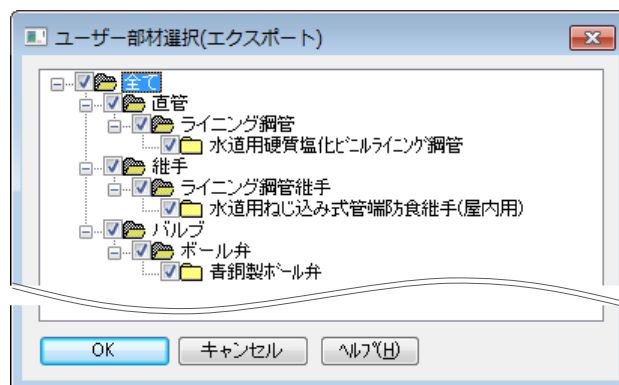 ユーザー部材選択(エクスポート)
全て
直管
ライニング鋼管
水道用硬質塩化ビニルライニング鋼管
継手
ライニング鋼管継手
水道用ねじ込み式管端防食継手(屋内用)
バルブ
ボール弁
青銅製ボール弁
OK キャンセル ヘルプ(H)